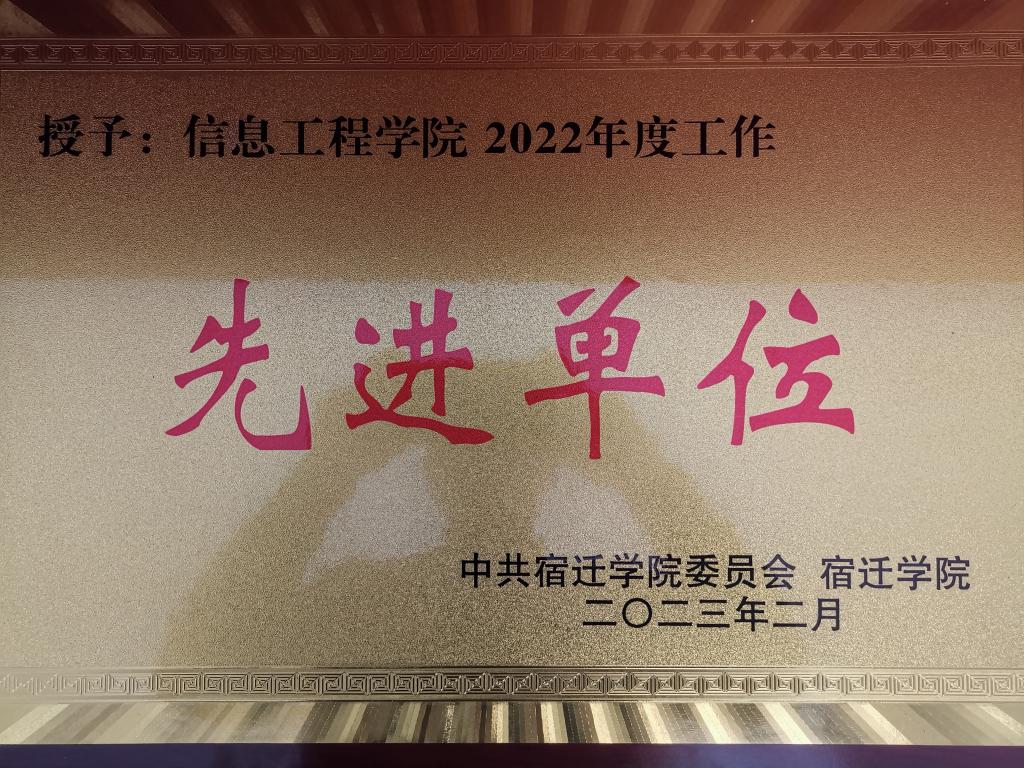 授予：信息工程学院 2022年度工作
先进单位
中共宿迁学院委员会 宿迁学院
二〇二三年二月